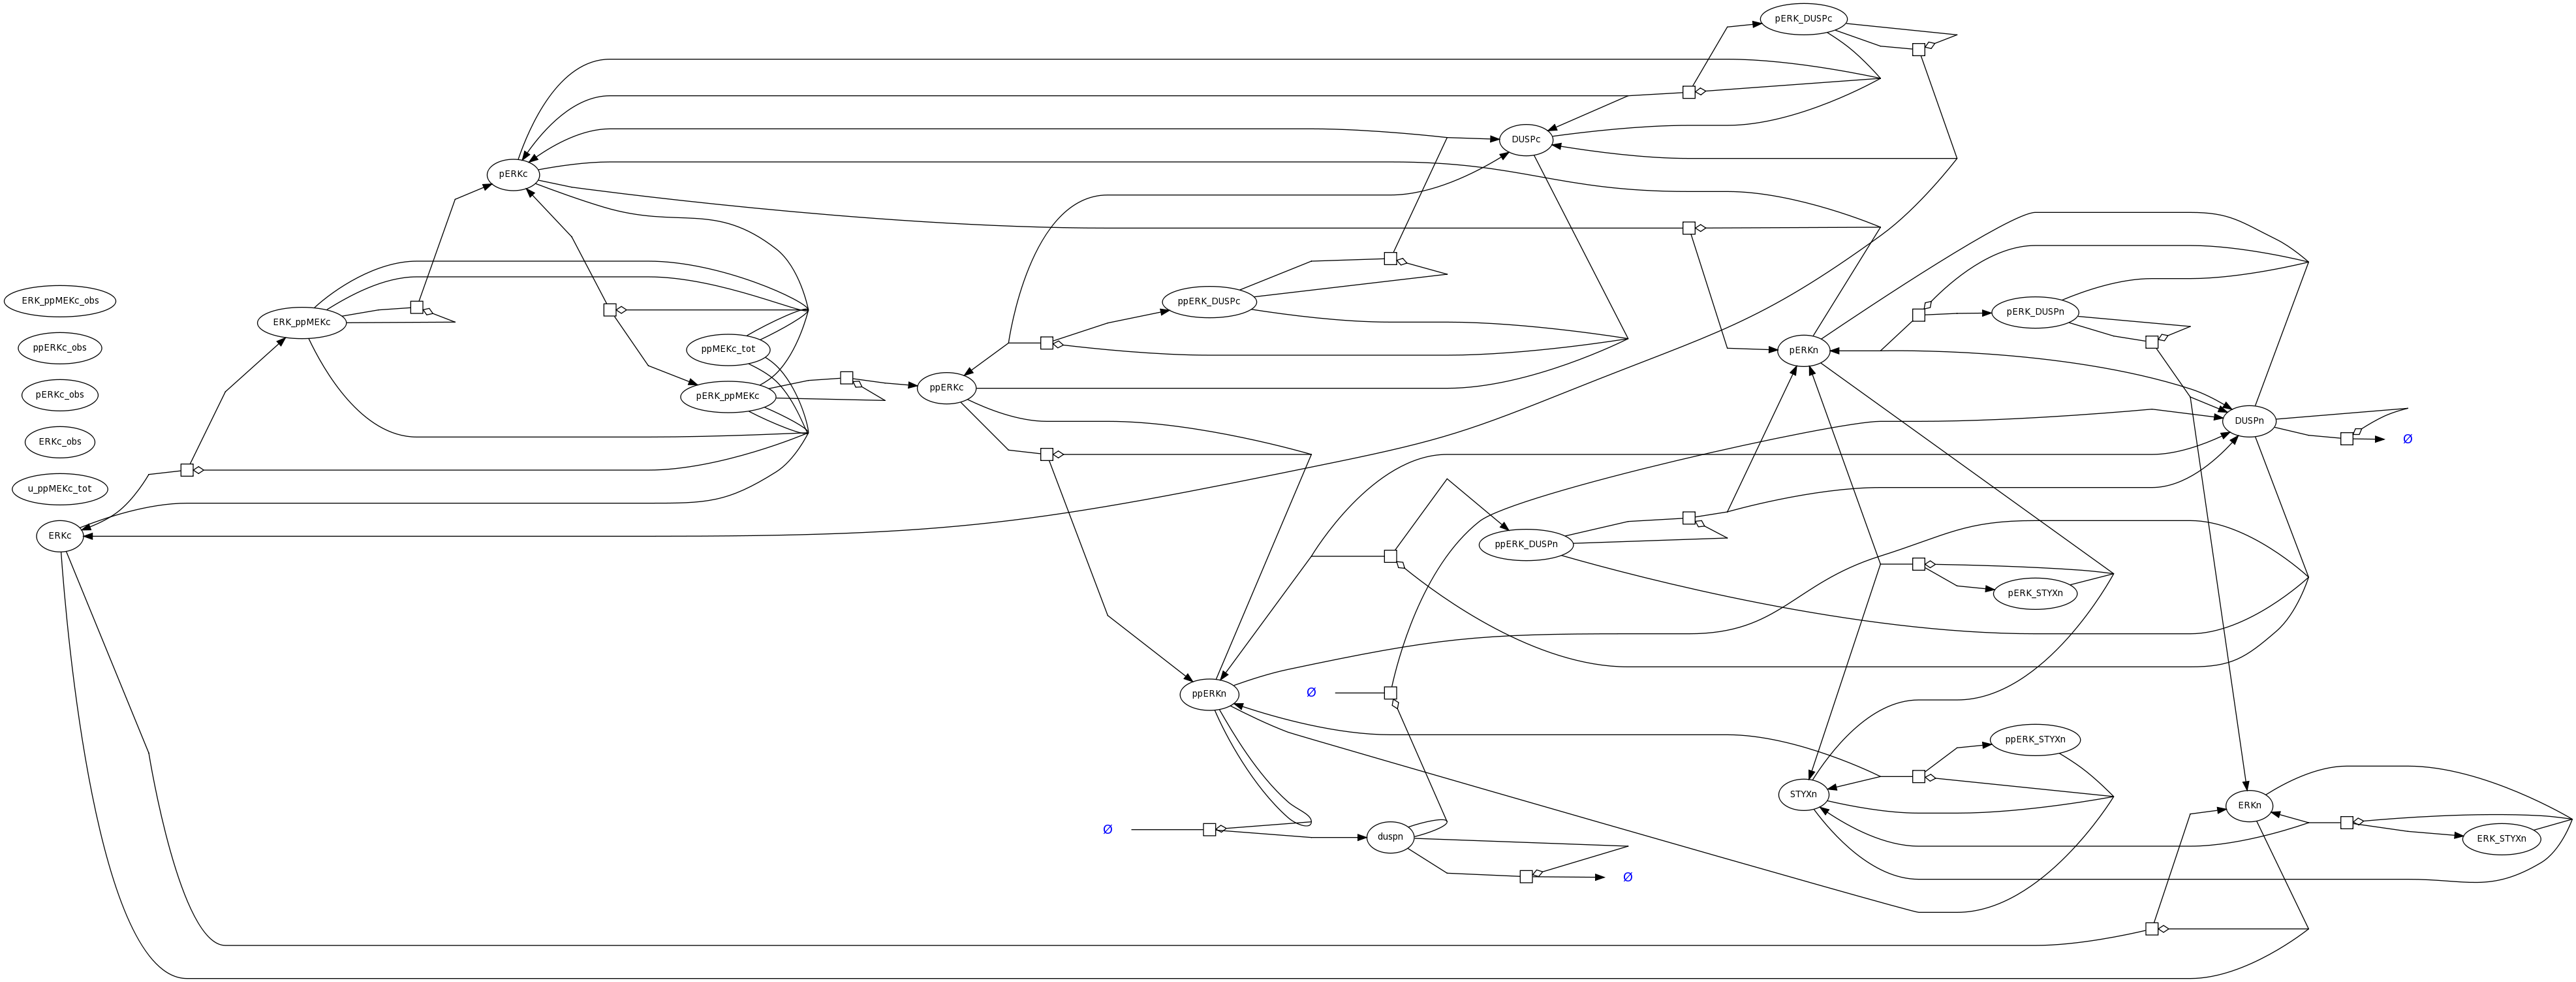 pERK_DUSPc
DUSPc
pERKc
ERK_ppMEKc_obs
ppERK_DUSPc
pERK_DUSPn
ERK_ppMEKc
ppERKc_obs
ppMEKc_tot
pERKn
ppERKc
pERKc_obs
pERK_ppMEKc
DUSPn
Ø
ERKc_obs
u_ppMEKc_tot
ERKc
ppERK_DUSPn
pERK_STYXn
Ø
ppERKn
ppERK_STYXn
STYXn
ERKn
Ø
duspn
ERK_STYXn
Ø